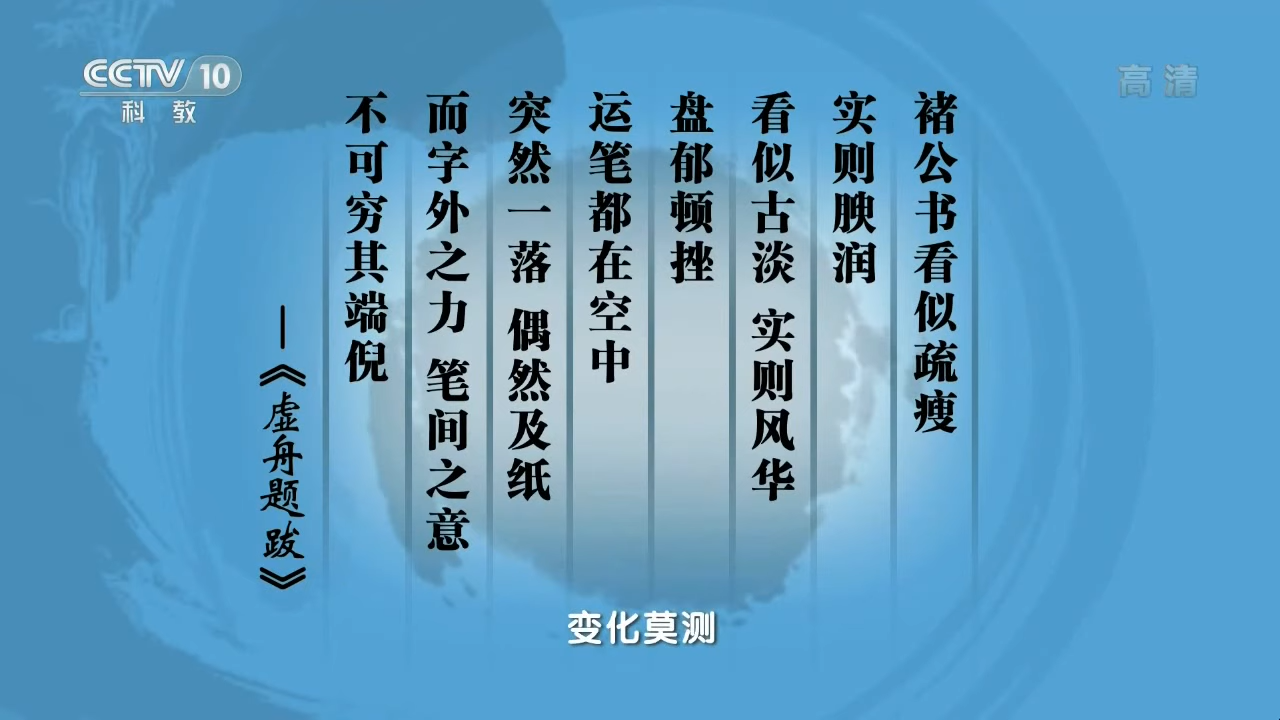 CCTV 10
科教
高清
褚公书看似疏瘦
实则腴润
看似古淡 实则风华
盘郁顿挫
运笔都在空中
突然一落 偶然及纸
而字外之力 笔间之意
不可穷其端倪
—《虚舟题跋》
变化莫测